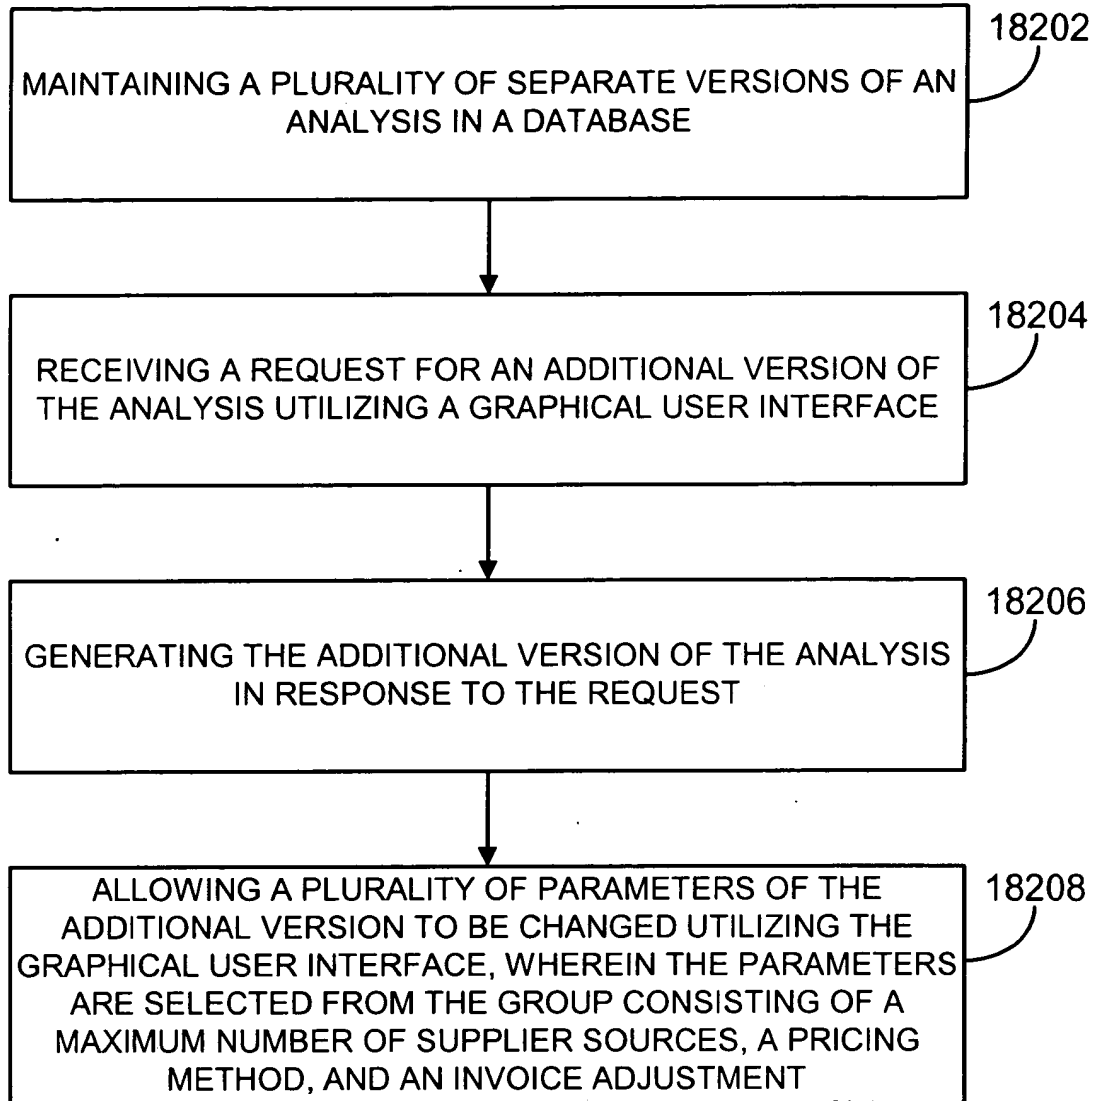 18202
MAINTAINING A PLURALITY OF SEPARATE VERSIONS OF AN
ANALYSIS IN A DATABASE
18204
RECEIVING A REQUEST FOR AN ADDITIONAL VERSION OF
THE ANALYSIS UTILIZING A GRAPHICAL USER INTERFACE
18206
GENERATING THE ADDITIONAL VERSION OF THE ANALYSIS
IN RESPONSE TO THE REQUEST
18208
ALLOWING A PLURALITY OF PARAMETERS OF THE
ADDITIONAL VERSION TO BE CHANGED UTILIZING THE
GRAPHICAL USER INTERFACE, WHEREIN THE PARAMETERS
ARE SELECTED FROM THE GROUP CONSISTING OF A
MAXIMUM NUMBER OF SUPPLIER SOURCES, A PRICING
METHOD, AND AN INVOICE ADJUSTMENT